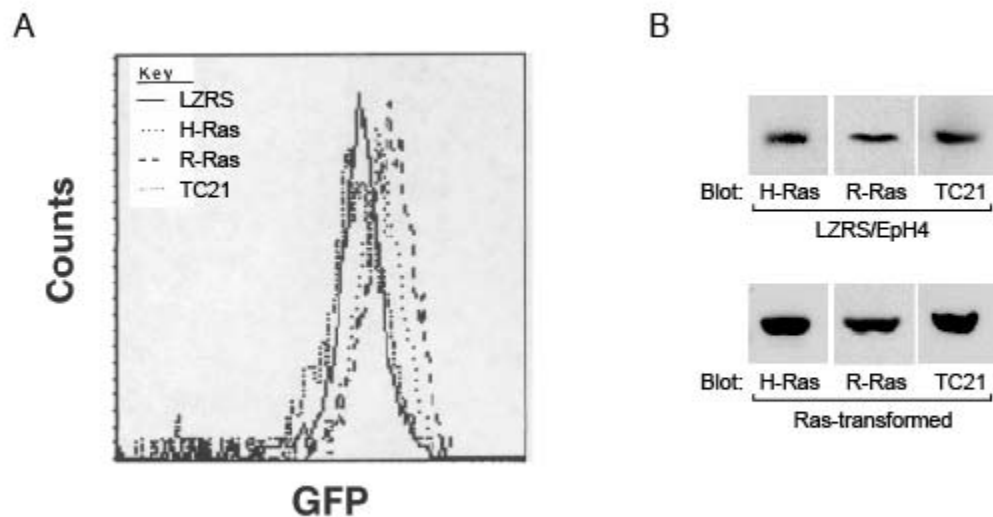 A
Key
LZRS
H-Ras
R-Ras
TC21
Counts
GFP
B
Blot: H-Ras R-Ras TC21
LZRS/EpH4
Blot: H-Ras R-Ras TC21
Ras-transformed